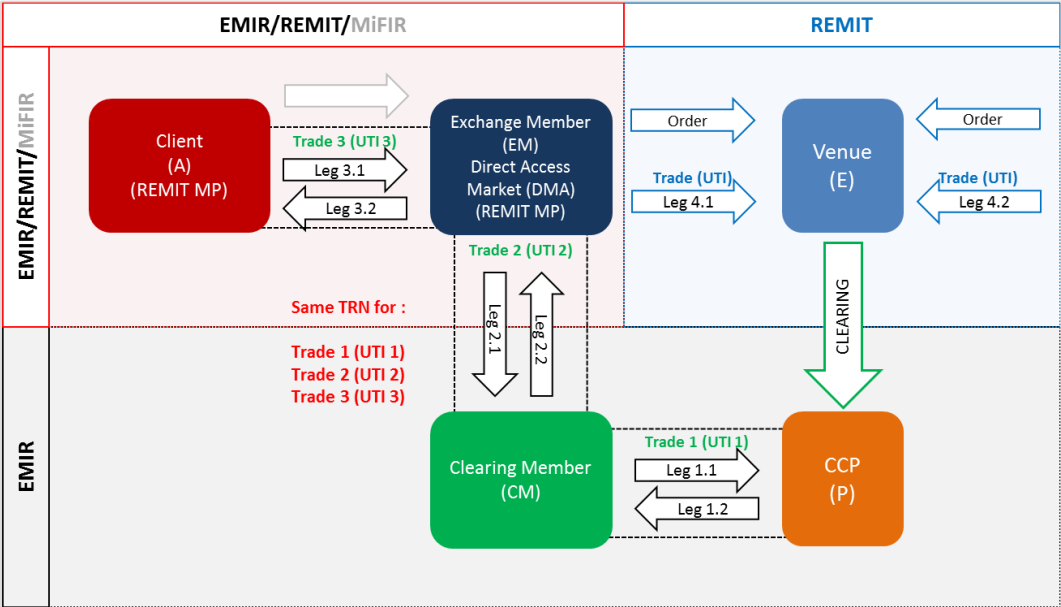 EMIR/REMIT/MiFIR
REMIT
EMIR/REMIT/MiFIR
Client
(A)
(REMIT MP)
Trade 3 (UTI 3)
Leg 3.1
Leg 3.2
Exchange Member
(EM)
Direct Access
Market (DMA)
(REMIT MP)
Order
Trade (UTI)
Leg 4.1
Venue
(E)
Order
Trade (UTI)
Leg 4.2
Trade 2 (UTI 2)
Leg 2.1
Leg 2.2
CLEARING
Same TRN for :
Trade 1 (UTI 1)
Trade 2 (UTI 2)
Trade 3 (UTI 3)
EMIR
Clearing Member
(CM)
Trade 1 (UTI 1)
Leg 1.1
Leg 1.2
CCP
(P)